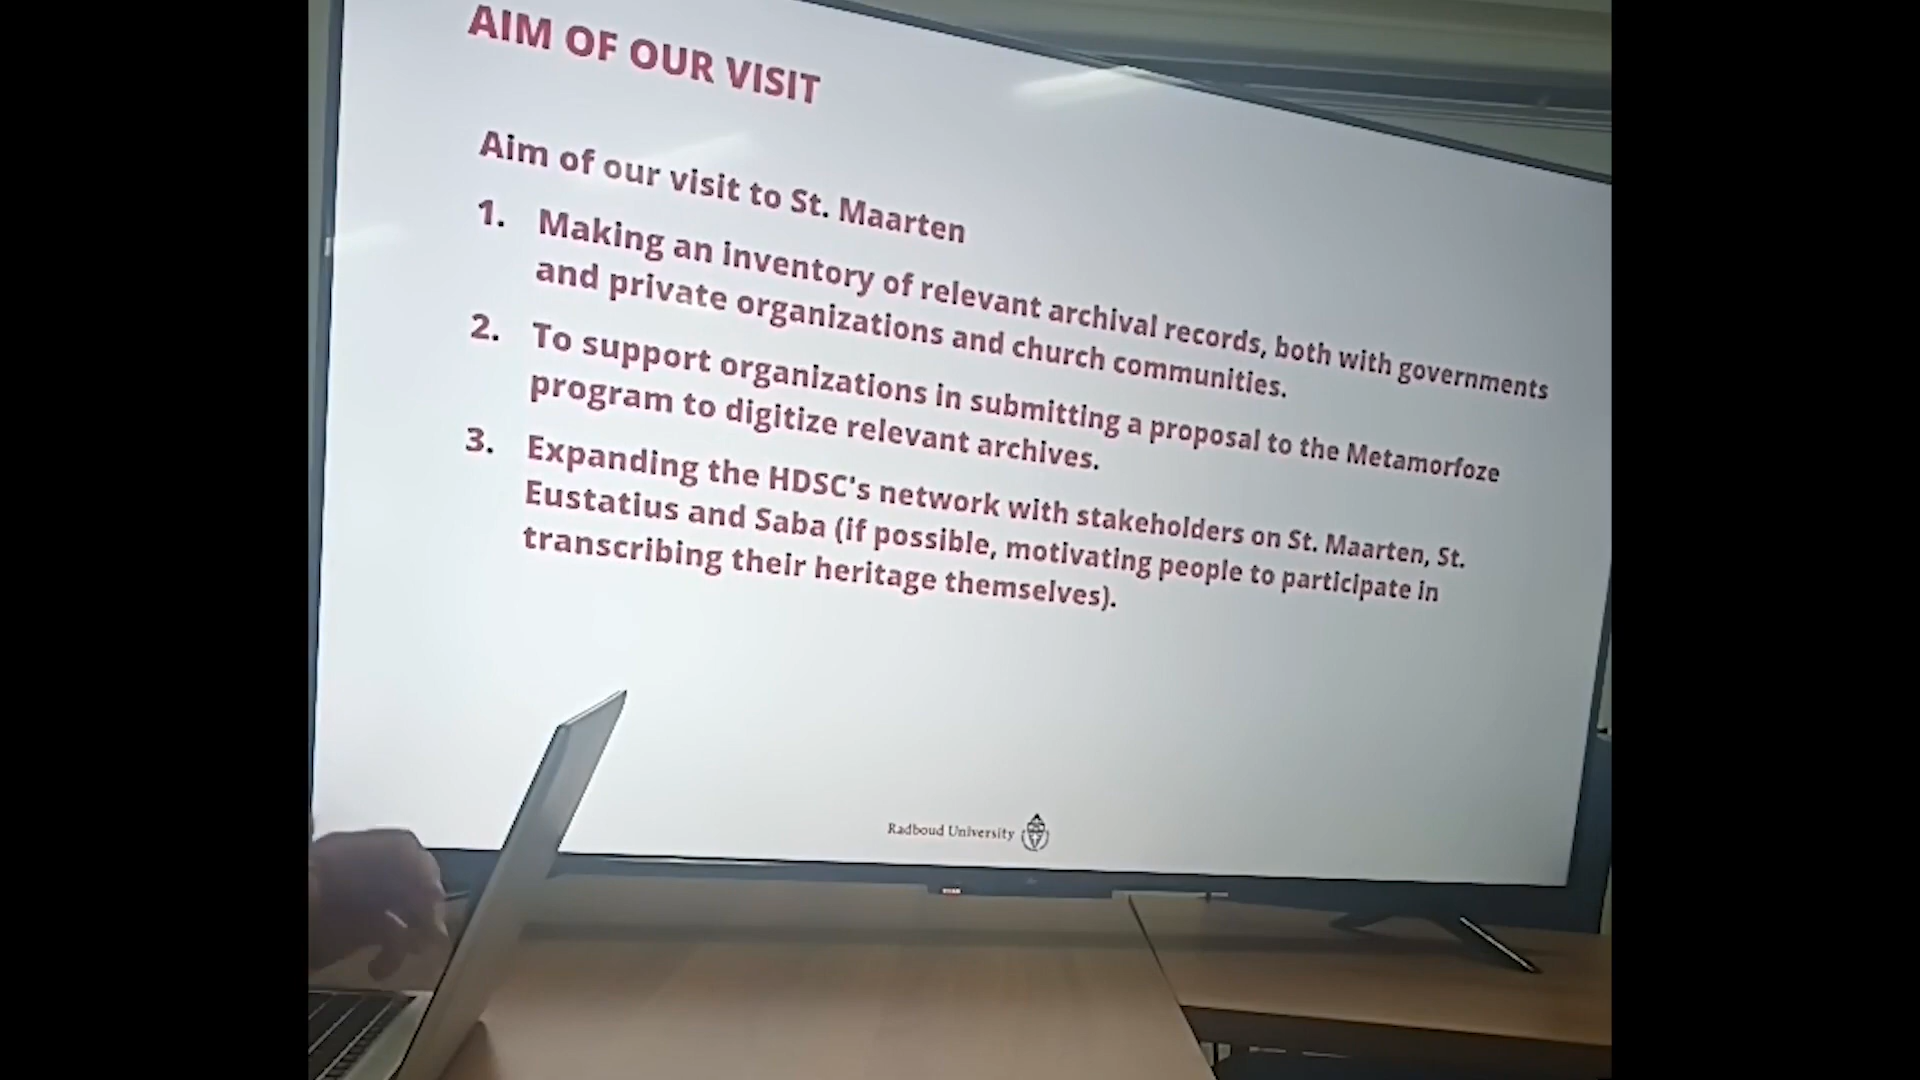 AIM OF OUR VISIT
Aim of our visit to St. Maarten
1. Making an inventory of relevant archival records, both with governments
and private organizations and church communities.
2. To support organizations in submitting a proposal to the Metamorfoze
program to digitize relevant archives.
3. Expanding the HDSC's network with stakeholders on St. Maarten, St.
Eustatius and Saba (if possible, motivating people to participate in
transcribing their heritage themselves).
Radboud University